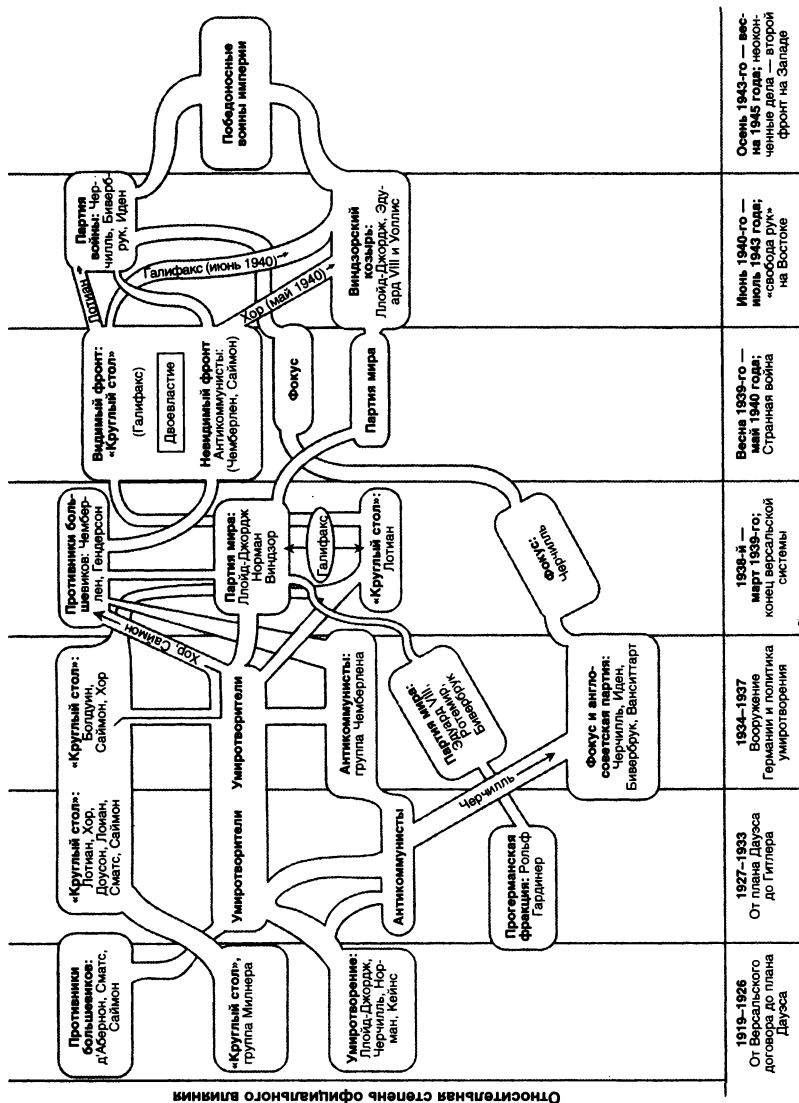 Относительная степень официального влияния
Противники
большевиков:
д'Абернон, Сматс,
Саймон
«Круглый стол»,
группа Милнера
Умиротворение:
Ллойд-Джордж,
Черчилль, Нор-
ман, Кейнс
1919–1926
От Версальского
договора до плана
Дауэса
«Круглый стол»:
Лотиан, Хор,
Доусон, Лоиан,
Сматс, Саймон
Умиротворители
Антикоммунисты
Черчилль
Прогерманская
фракция: Рольф
Гардинер
1927–1933
От плана Дауэса
до Гитлера
«Круглый стол»:
Болдуин,
Саймон, Хор
Хор, Саймон
Умиротворители
Антикоммунисты:
группа Чемберлена
Партия мира:
Эдуард VIII,
Ротемир,
Бивербрук
Фокус и англо-
советская партия:
Черчилль, Иден,
Бивербрук, Ванситтарт
1934–1937
Вооружение
Германии и политика
умиротворения
Противники боль-
шевиков: Чембер-
лен, Гендерсон
Партия мира:
Ллойд-Джордж
Норман
Виндзор
Галифакс
«Круглый стол»:
Лотиан
Фокус:
Черчилль
1938-й —
март 1939-го;
конец версальской
системы
Видимый фронт:
«Круглый стол»
(Галифакс)
Двоевластие
Невидимый фронт
Антикоммунисты:
(Чемберлен, Саймон)
Фокус
Партия мира
Весна 1939-го —
май 1940 года;
Странная война
Лотиан
Партия
войны: Чер-
чилль, Биверб-
рук, Иден
Галифакс (июнь 1940)
Хор (май 1940)
Виндзорский
козырь:
Ллойд-Джордж, Эду-
ард VIII и Уоллис
Июнь 1940-го —
июль 1943 года;
«свобода рук»
на Востоке
Победоносные
воины империи
Осень 1943-го — вес-
на 1945 года; неокон-
ченные дела — второй
фронт на Западе